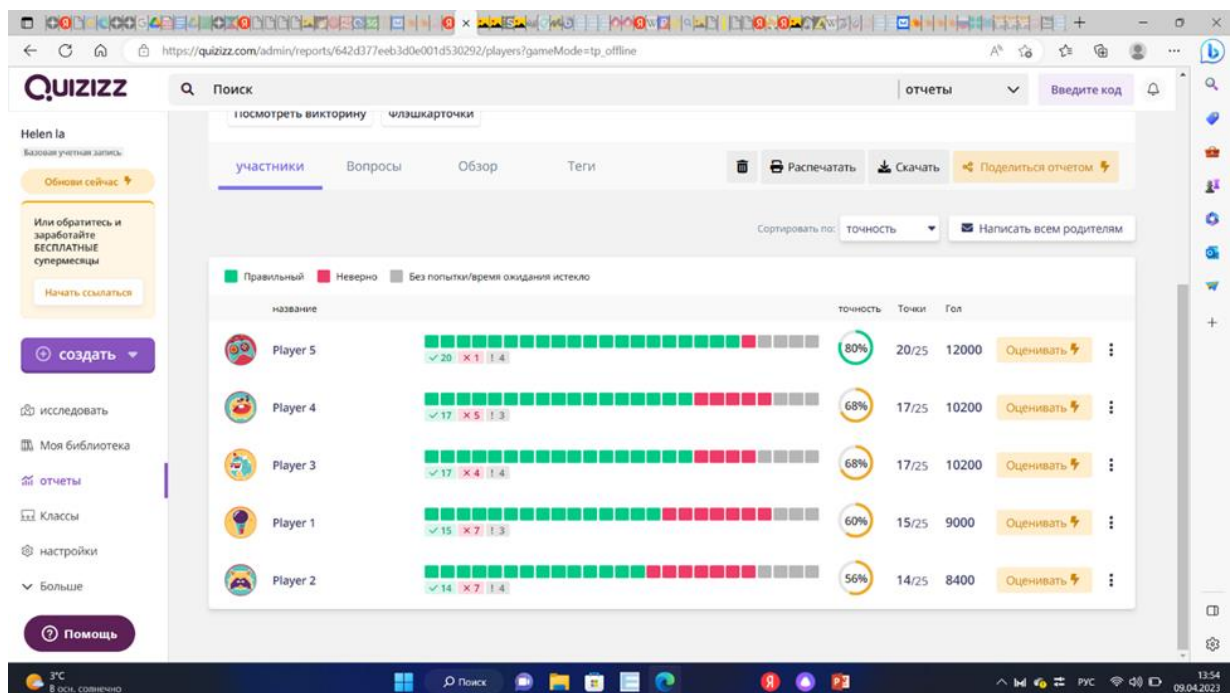 https://quizizz.com/admin/reports/642d377eeb3d0e001d530292/players?gameMode=tp_offline
QUIZIZZ
Поиск
отчеты
Введите код
Посмотреть викторину флэшкарточки
Helen la
Базовая учетная запись
Обнови сейчас
Или обратитесь и
заработайте
БЕСПЛАТНЫЕ
супермесяцы
Начать ссылаться
создать
исследовать
Моя библиотека
отчеты
Классы
настройки
Больше
Помощь
участники Вопросы Обзор Теги
Распечатать Скачать Поделиться отчетом
Сортировать по: точность Написать всем родителям
Правильный Неверно Без попытки/время ожидания истекло
название точность Точки Гол
Player 5 80% 20/25 12000 Оценивать
✓ 20 × 1 ! 4
Player 4 68% 17/25 10200 Оценивать
✓ 17 × 5 ! 3
Player 3 68% 17/25 10200 Оценивать
✓ 17 × 4 ! 4
Player 1 60% 15/25 9000 Оценивать
✓ 15 × 7 ! 3
Player 2 56% 14/25 8400 Оценивать
✓ 14 × 7 ! 4
3°C
В осн. солнечно
Поиск
РУС
13:54
09.04.2023